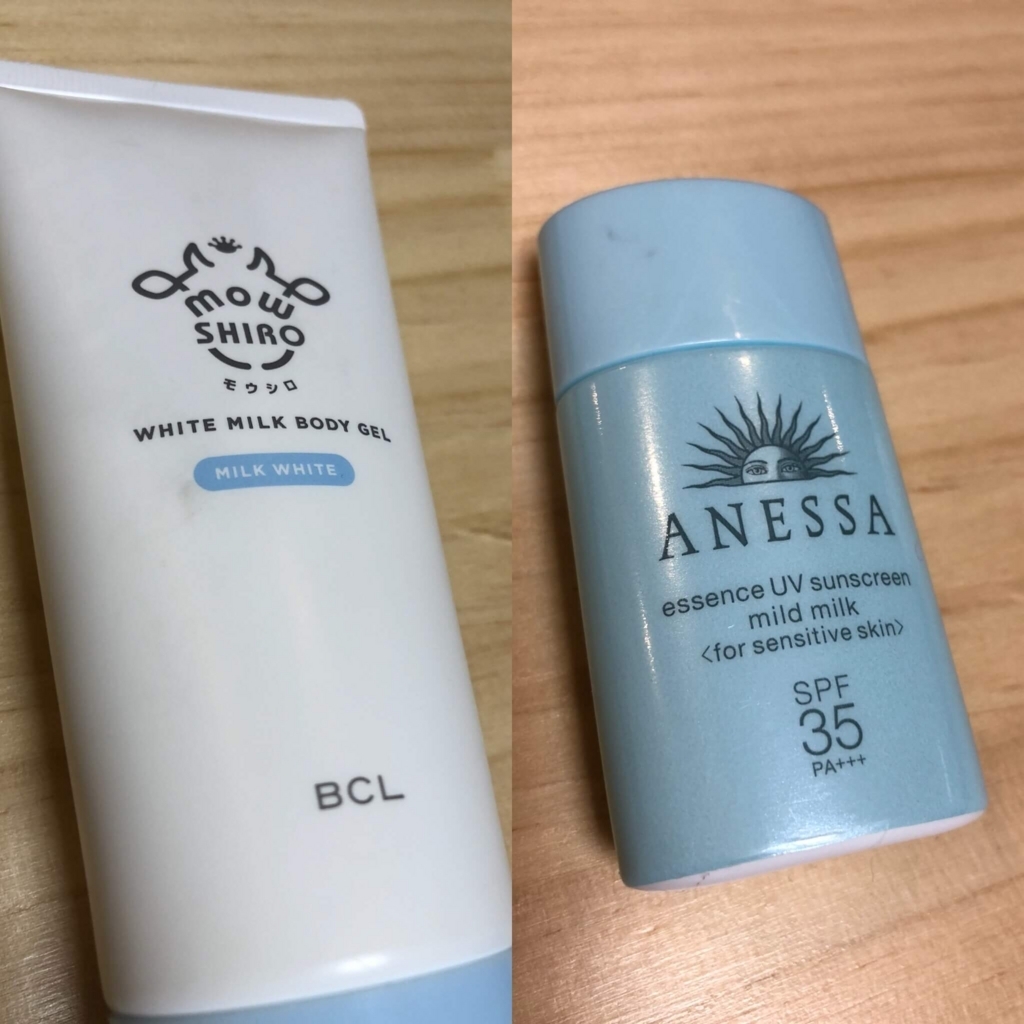 mow
SHIRO
モウシロ
WHITE MILK BODY GEL
MILK WHITE
BCL
ANESSA
essence UV sunscreen
mild milk
<for sensitive skin>
SPF
35
PA+++